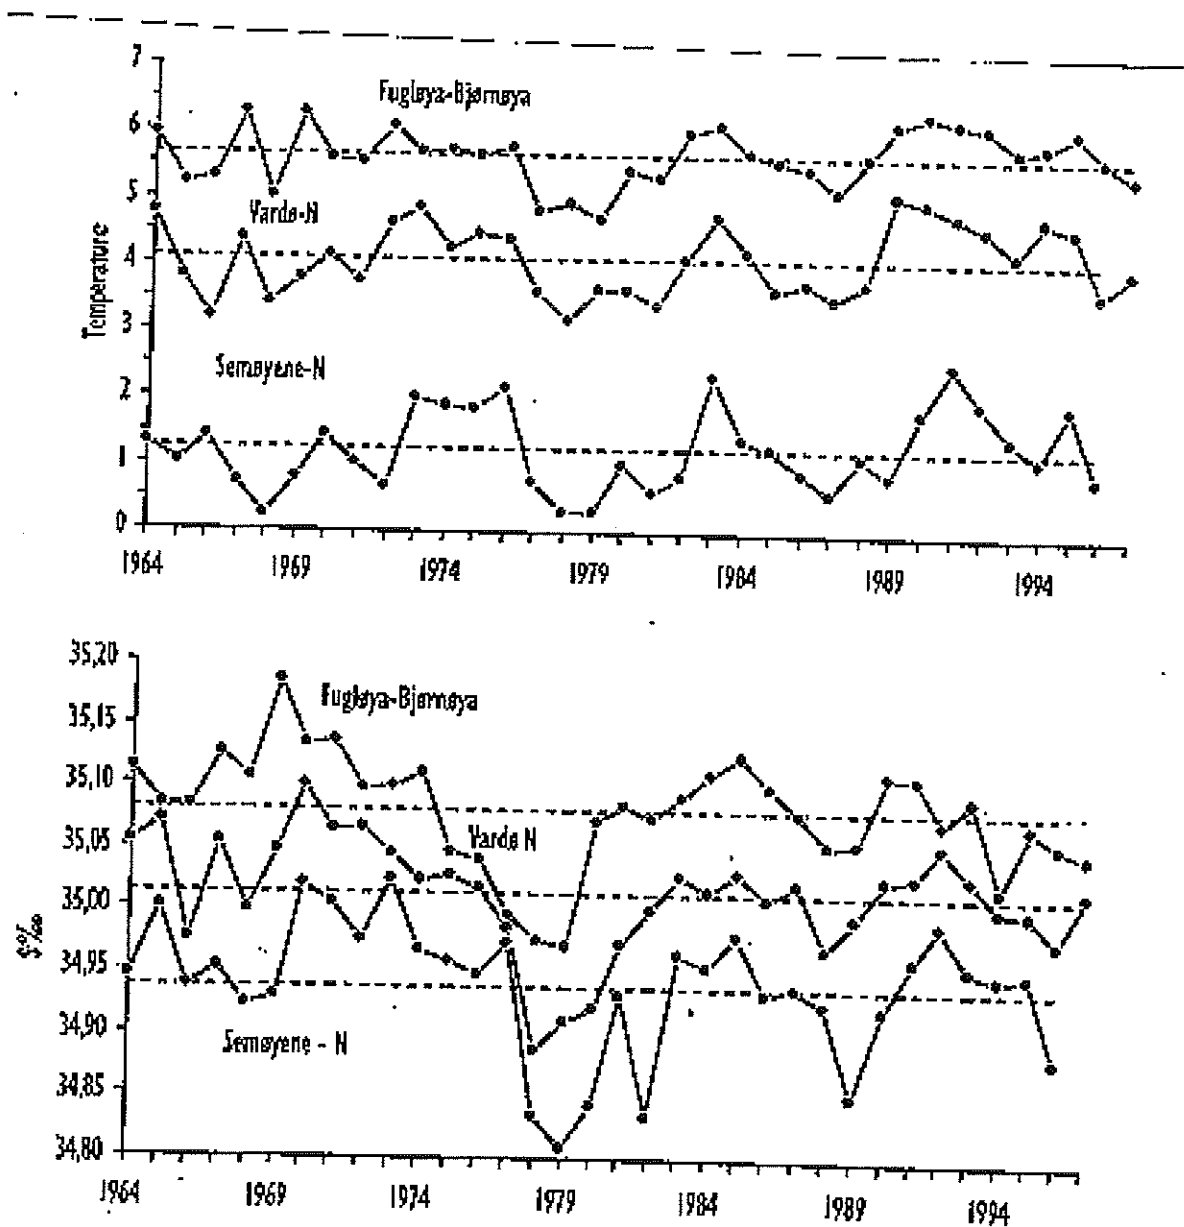 7
Fugløya-Bjørnøya
6
5
Vardø-N
4
Temperature
3
Semøyene-N
2
1
0
1964 1969 1974 1979 1984 1989 1994
35,20
Fugløya-Bjørnøya
35,15
35,10
35,05
Vardø N
35,00
S‰
34,95
34,90
Semøyene - N
34,85
34,80
1964 1969 1974 1979 1984 1989 1994